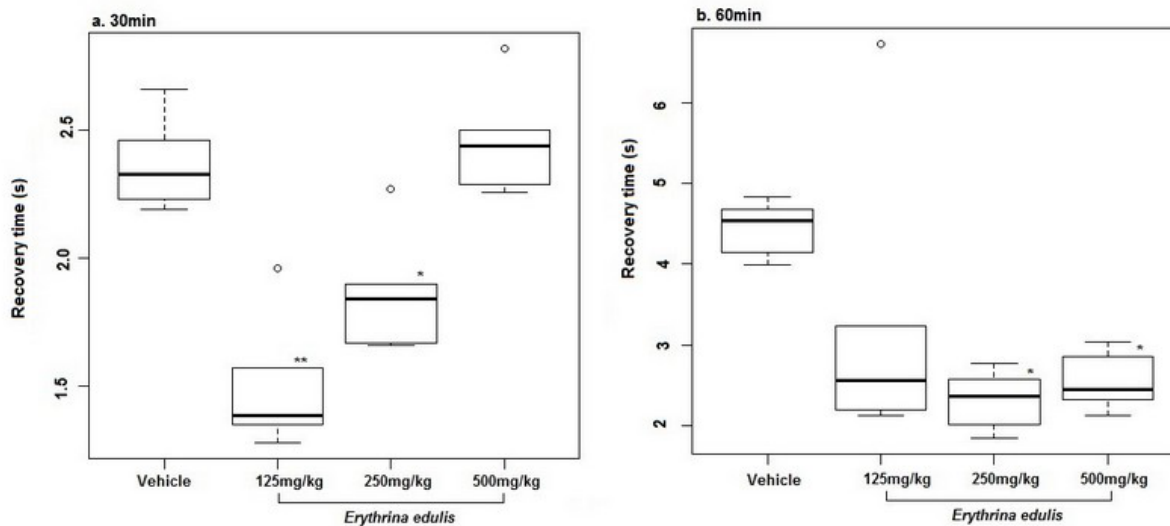 a. 30min
Recovery time (s)
2.5
2.0
1.5
**
*
Vehicle 125mg/kg 250mg/kg 500mg/kg
Erythrina edulis
b. 60min
Recovery time (s)
6
5
4
3
2
*
*
Vehicle 125mg/kg 250mg/kg 500mg/kg
Erythrina edulis